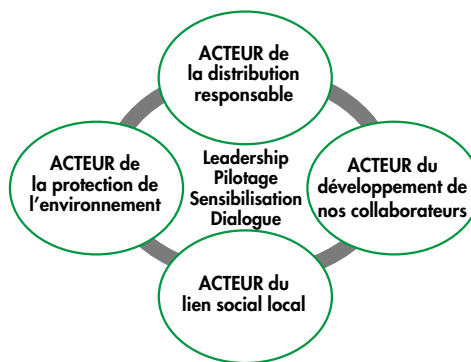 ACTEUR de
la distribution
responsable
ACTEUR de
la protection de
l'environnement
Leadership
Pilotage
Sensibilisation
Dialogue
ACTEUR du
développement de
nos collaborateurs
ACTEUR du
lien social local